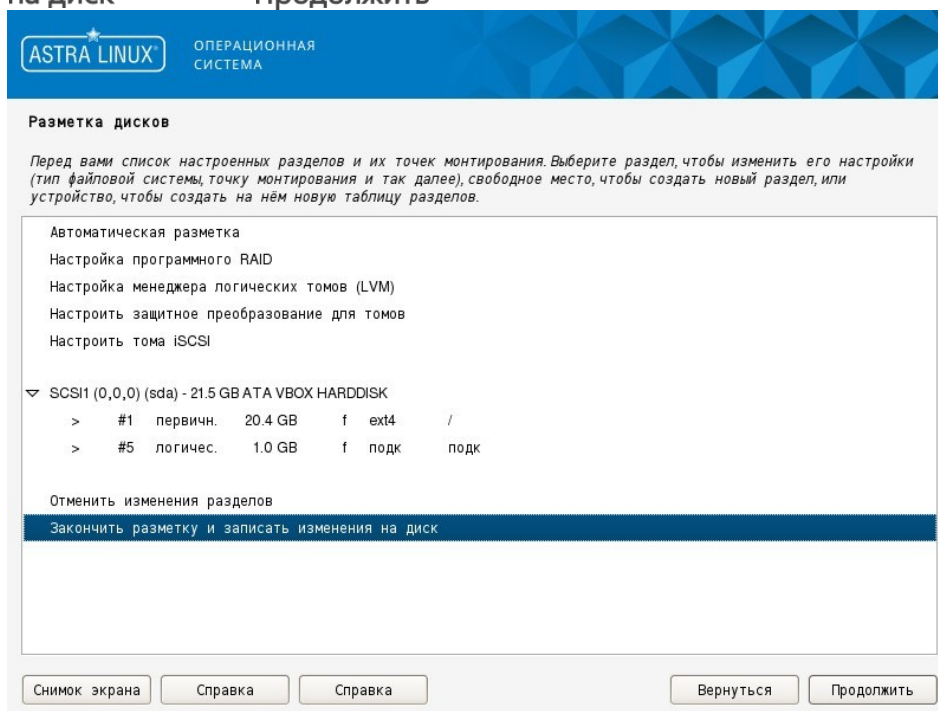 на диск Продолжить
ASTRA LINUX® ОПЕРАЦИОННАЯ
СИСТЕМА
Разметка дисков
Перед вами список настроенных разделов и их точек монтирования. Выберите раздел, чтобы изменить его настройки
(тип файловой системы, точку монтирования и так далее), свободное место, чтобы создать новый раздел, или
устройство, чтобы создать на нём новую таблицу разделов.
Автоматическая разметка
Настройка программного RAID
Настройка менеджера логических томов (LVM)
Настроить защитное преобразование для томов
Настроить тома iSCSI
SCSI1 (0,0,0) (sda) - 21.5 GB ATA VBOX HARDDISK
> #1 первичн. 20.4 GB f ext4 /
> #5 логичес. 1.0 GB f подк подк
Отменить изменения разделов
Закончить разметку и записать изменения на диск
Снимок экрана Справка Справка Вернуться Продолжить